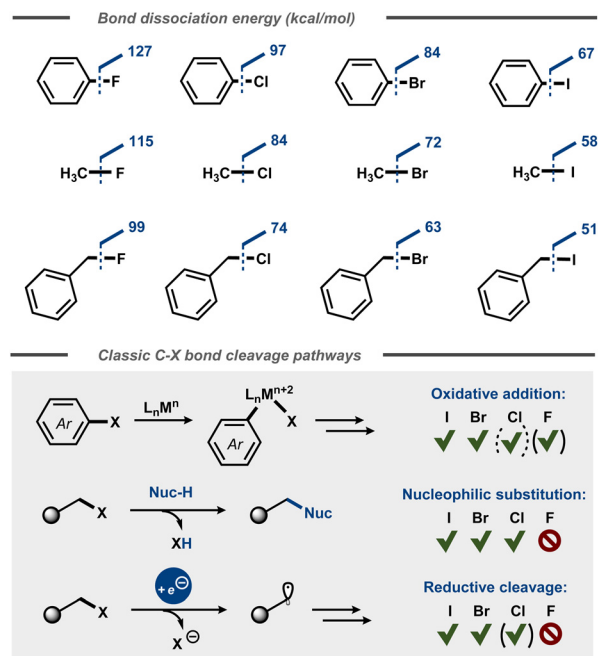 Bond dissociation energy (kcal/mol)
127 97 84 67
F Cl Br I
115 84 72 58
H₃C F H₃C Cl H₃C Br H₃C I
99 74 63 51
F Cl Br I
Classic C-X bond cleavage pathways
Ar X LₙMⁿ LₙMⁿ⁺² X Ar
Oxidative addition:
I Br Cl F
( ) ( )
X Nuc-H XH Nuc
Nucleophilic substitution:
I Br Cl F
X + e⊖ X⊖
Reductive cleavage:
I Br Cl F
( )